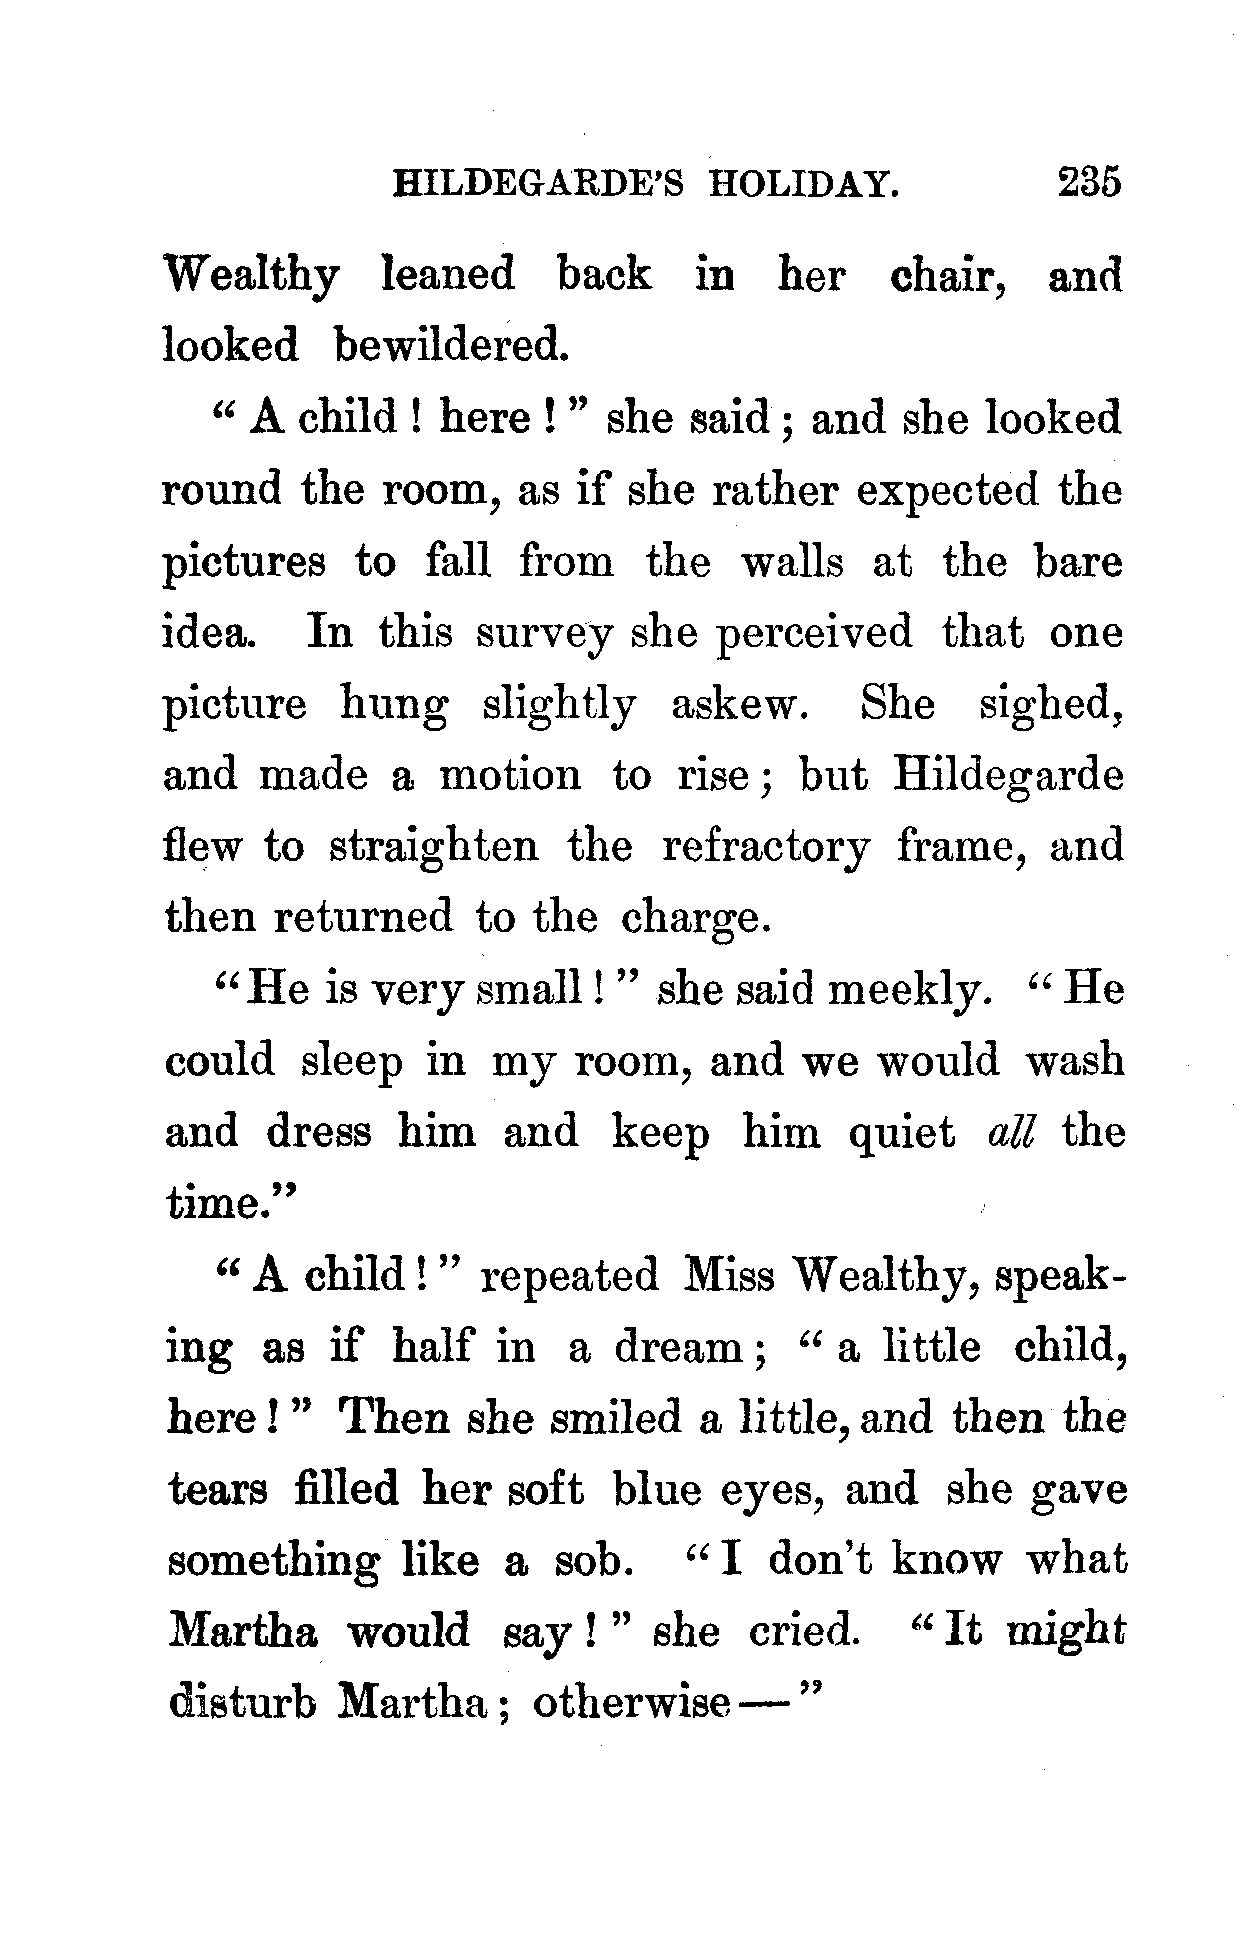 HILDEGARDE'S HOLIDAY. 235
Wealthy leaned back in her chair, and
looked bewildered.
“ A child ! here ! ” she said ; and she looked
round the room, as if she rather expected the
pictures to fall from the walls at the bare
idea. In this survey she perceived that one
picture hung slightly askew. She sighed,
and made a motion to rise ; but Hildegarde
flew to straighten the refractory frame, and
then returned to the charge.
“ He is very small ! ” she said meekly. “ He
could sleep in my room, and we would wash
and dress him and keep him quiet all the
time.”
“ A child ! ” repeated Miss Wealthy, speak-
ing as if half in a dream ; “ a little child,
here ! ” Then she smiled a little, and then the
tears filled her soft blue eyes, and she gave
something like a sob. “ I don't know what
Martha would say ! ” she cried. “ It might
disturb Martha ; otherwise — ”